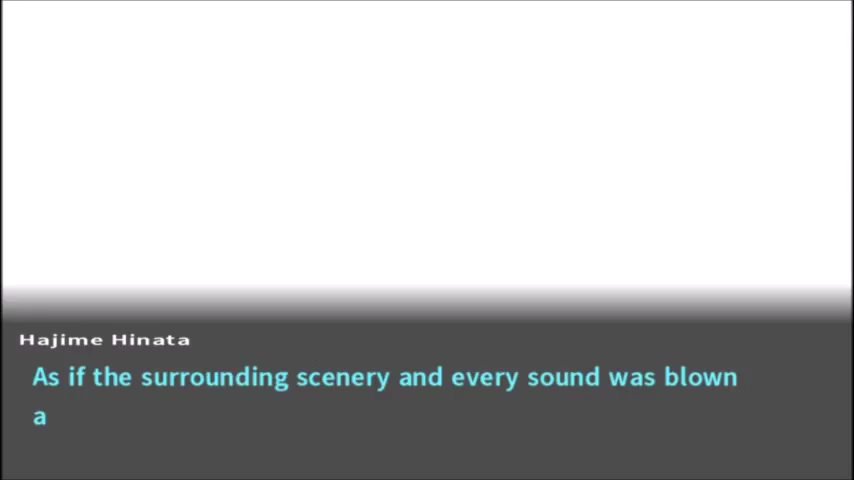 Hajime Hinata
As if the surrounding scenery and every sound was blown
a